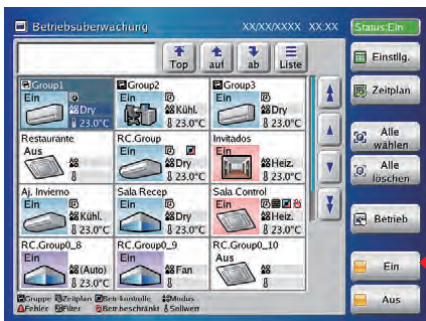 Betriebsüberwachung XX/XX/XXXX XX:XX Status:Ein
Top auf ab Liste
Einstllg.
Zeitplan
Alle wählen
Alle löschen
Betrieb
Ein
Aus
Group1 Group2 Group3
Ein Ein Ein
Dry Kühl. Dry
23.0°C 23.0°C 23.0°C
Restaurante RC.Group Invitados
Aus Ein Ein
Dry Heiz.
23.0°C 23.0°C
Aj. Invierno Sala Recep Sala Control
Ein Ein Ein
Kühl. Dry Heiz.
23.0°C 23.0°C 23.0°C
RC.Group0_8 RC.Group0_9 RC.Group0_10
Ein Ein Aus
(Auto) Fan
23.0°C
Gruppe Zeitplan Betr-kontrolle Modus
Fehler Filter Betr.beschränkt Sollwert